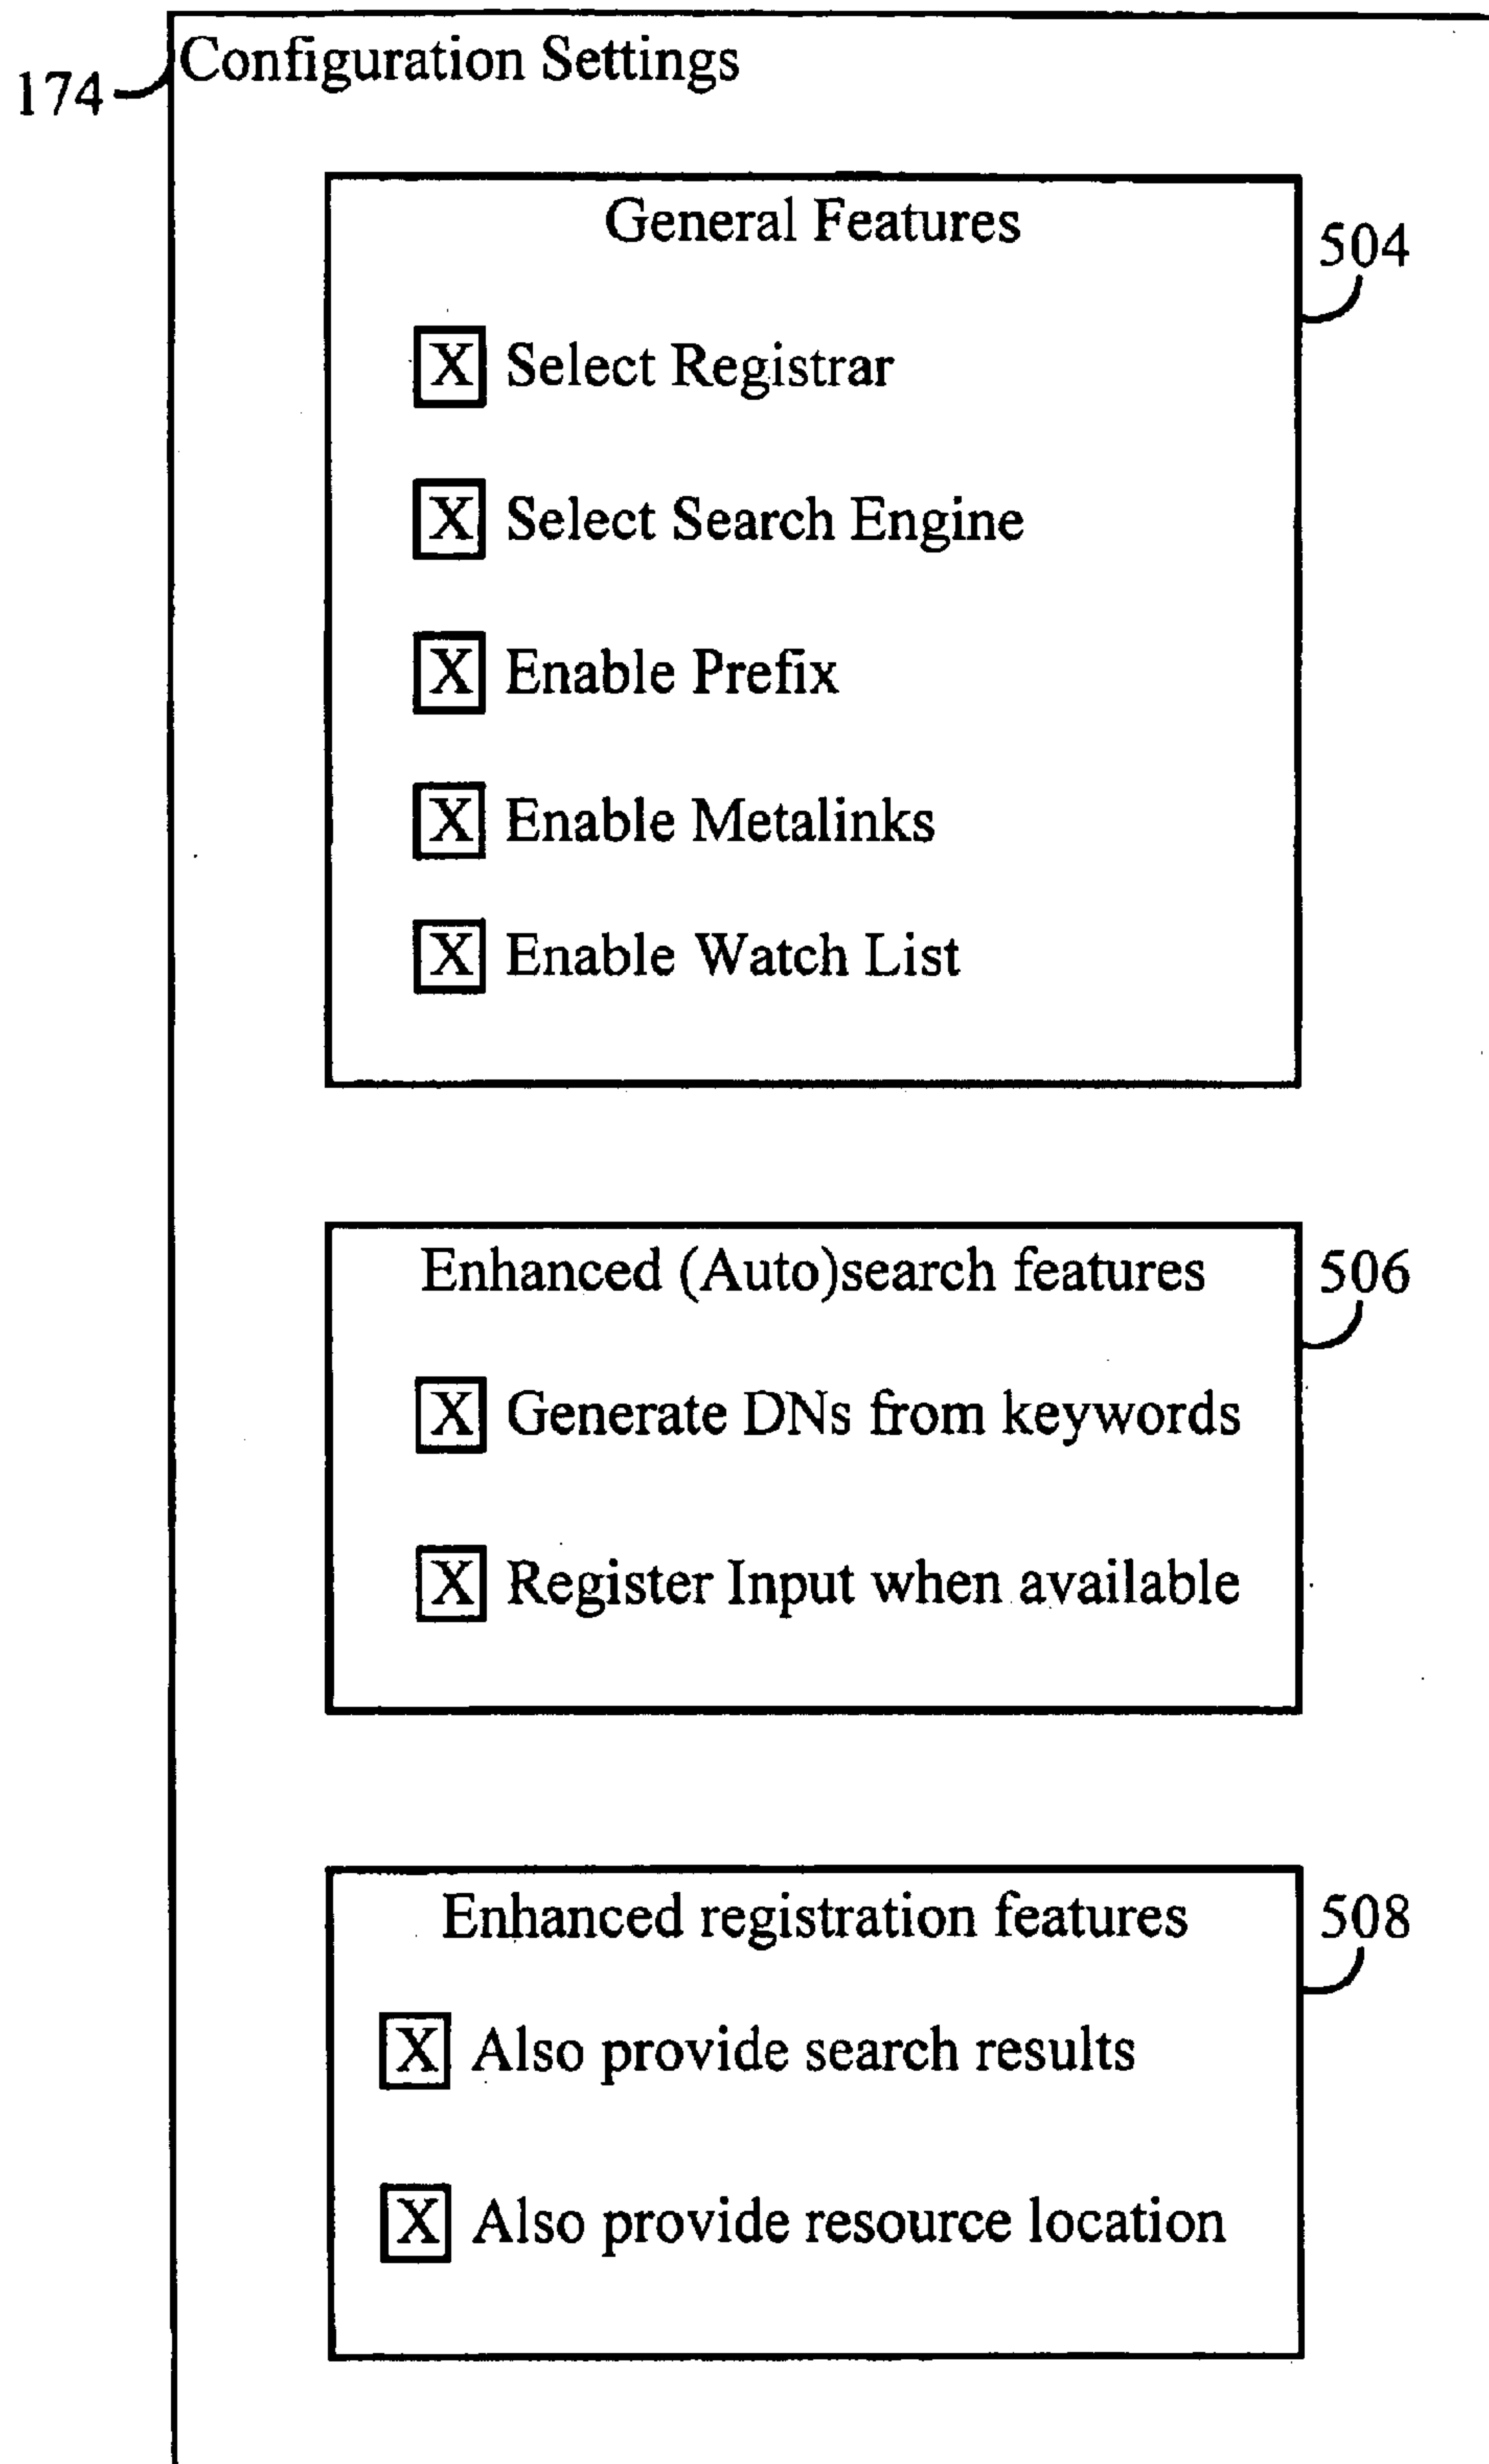 Configuration Settings
174
General Features
504
X Select Registrar
X Select Search Engine
X Enable Prefix
X Enable Metalinks
X Enable Watch List
Enhanced (Auto)search features
506
X Generate DNs from keywords
X Register Input when available
Enhanced registration features
508
X Also provide search results
X Also provide resource location